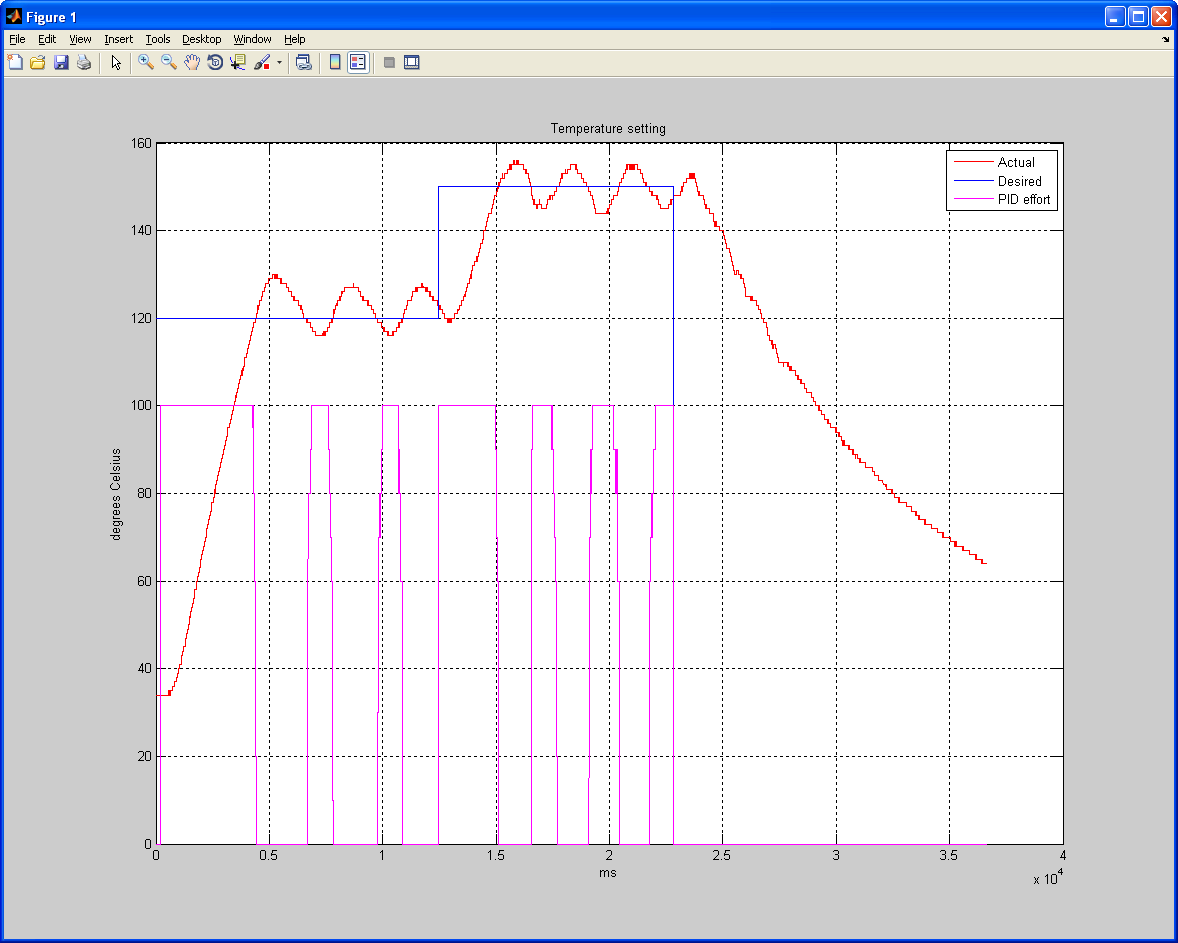 Figure 1
File Edit View Insert Tools Desktop Window Help
Temperature setting
160
140
120
100
80
60
40
20
0
degrees Celsius
Actual
Desired
PID effort
0 0.5 1 1.5 2 2.5 3 3.5 4
ms
x 10^4